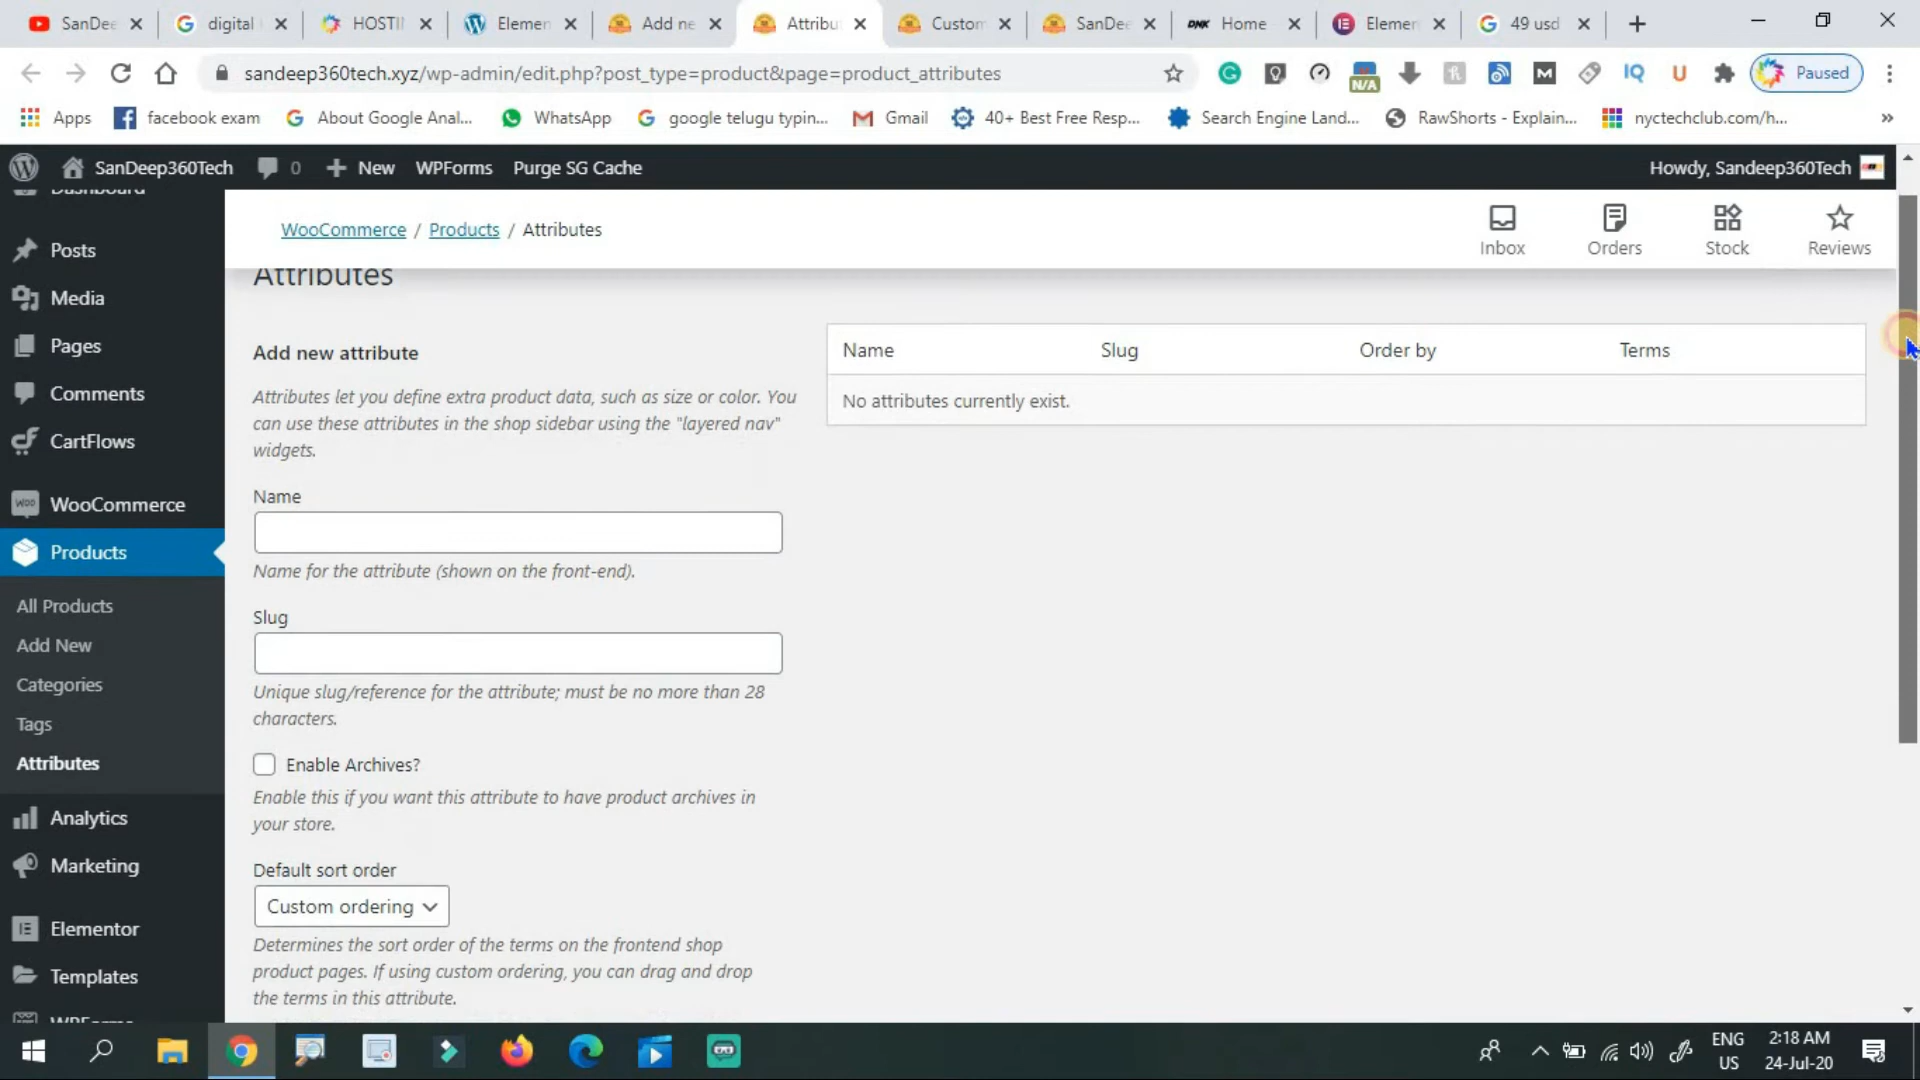 SanDee
digital
HOSTIN
Elemen
Add ne
Attribu
Custom
SanDee
DNK Home
Elemen
49 usd
sandeep360tech.xyz/wp-admin/edit.php?post_type=product&page=product_attributes
N/A
M
IQ
U
Paused
Apps
facebook exam
About Google Anal...
WhatsApp
google telugu typin...
Gmail
40+ Best Free Resp...
Search Engine Land...
RawShorts - Explain...
nyctechclub.com/h...
»
SanDeep360Tech
0
New
WPForms
Purge SG Cache
Howdy, Sandeep360Tech
Dashboard
Posts
Media
Pages
Comments
CartFlows
WooCommerce
Products
All Products
Add New
Categories
Tags
Attributes
Analytics
Marketing
Elementor
Templates
WPForms
WooCommerce / Products / Attributes
Inbox
Orders
Stock
Reviews
Attributes
Add new attribute
Attributes let you define extra product data, such as size or color. You
can use these attributes in the shop sidebar using the "layered nav"
widgets.
Name
Name for the attribute (shown on the front-end).
Slug
Unique slug/reference for the attribute; must be no more than 28
characters.
Enable Archives?
Enable this if you want this attribute to have product archives in
your store.
Default sort order
Custom ordering
Determines the sort order of the terms on the frontend shop
product pages. If using custom ordering, you can drag and drop
the terms in this attribute.
Name Slug Order by Terms
No attributes currently exist.
ENG
US
2:18 AM
24-Jul-20